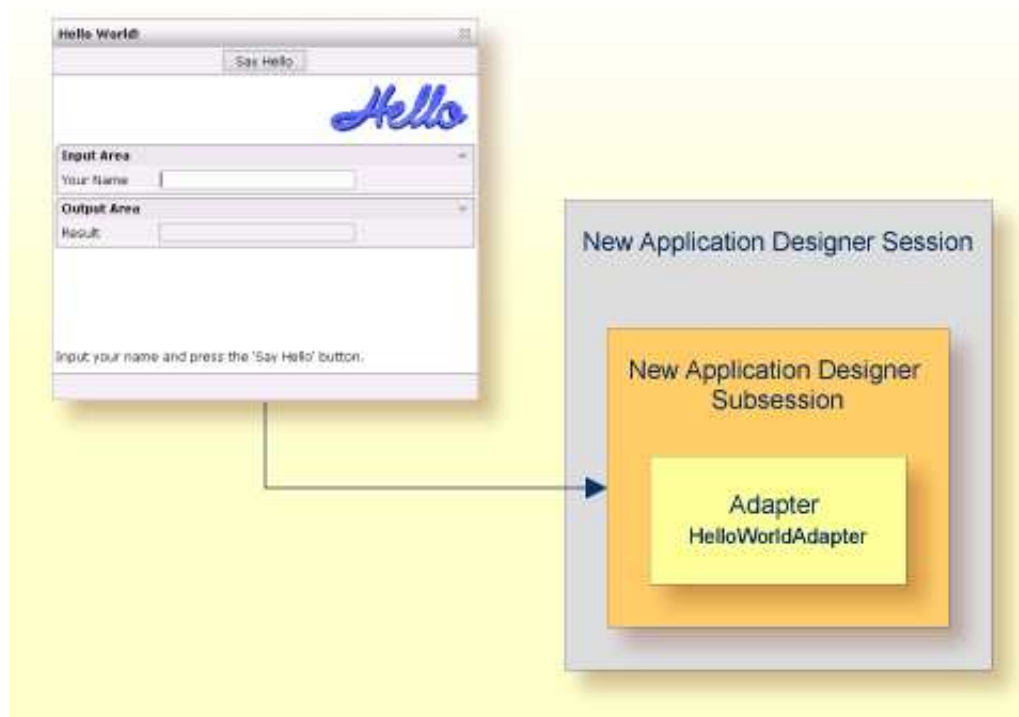 Hello World!
Say Hello
Hello
Input Area
Your Name
Output Area
Result
Input your name and press the 'Say Hello' button.
New Application Designer Session
New Application Designer
Subsession
Adapter
HelloWorldAdapter